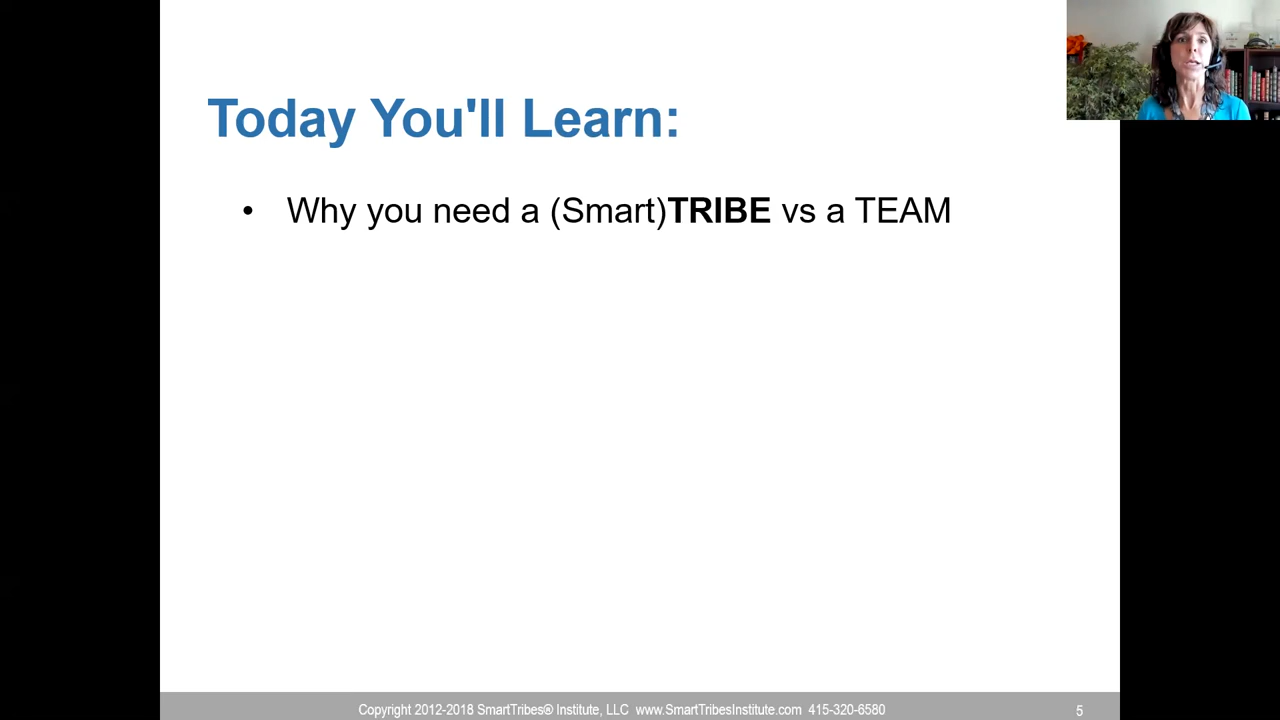 Today You'll Learn:
• Why you need a (Smart)TRIBE vs a TEAM
Copyright 2012-2018 SmartTribes® Institute, LLC www.SmartTribesInstitute.com 415-320-6580
5